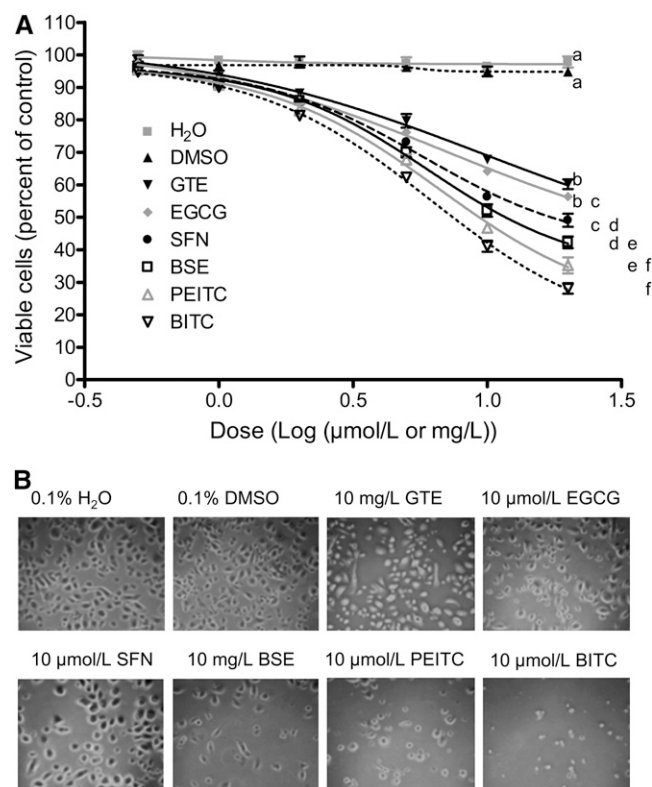 A
Viable cells (percent of control)
110
100
90
80
70
60
50
40
30
20
10
0
H₂O
DMSO
GTE
EGCG
SFN
BSE
PEITC
BITC
a
a
b
b c
c d
d e
e f
f
-0.5 0.0 0.5 1.0 1.5
Dose (Log (µmol/L or mg/L))
B
0.1% H₂O 0.1% DMSO 10 mg/L GTE 10 µmol/L EGCG
10 µmol/L SFN 10 mg/L BSE 10 µmol/L PEITC 10 µmol/L BITC